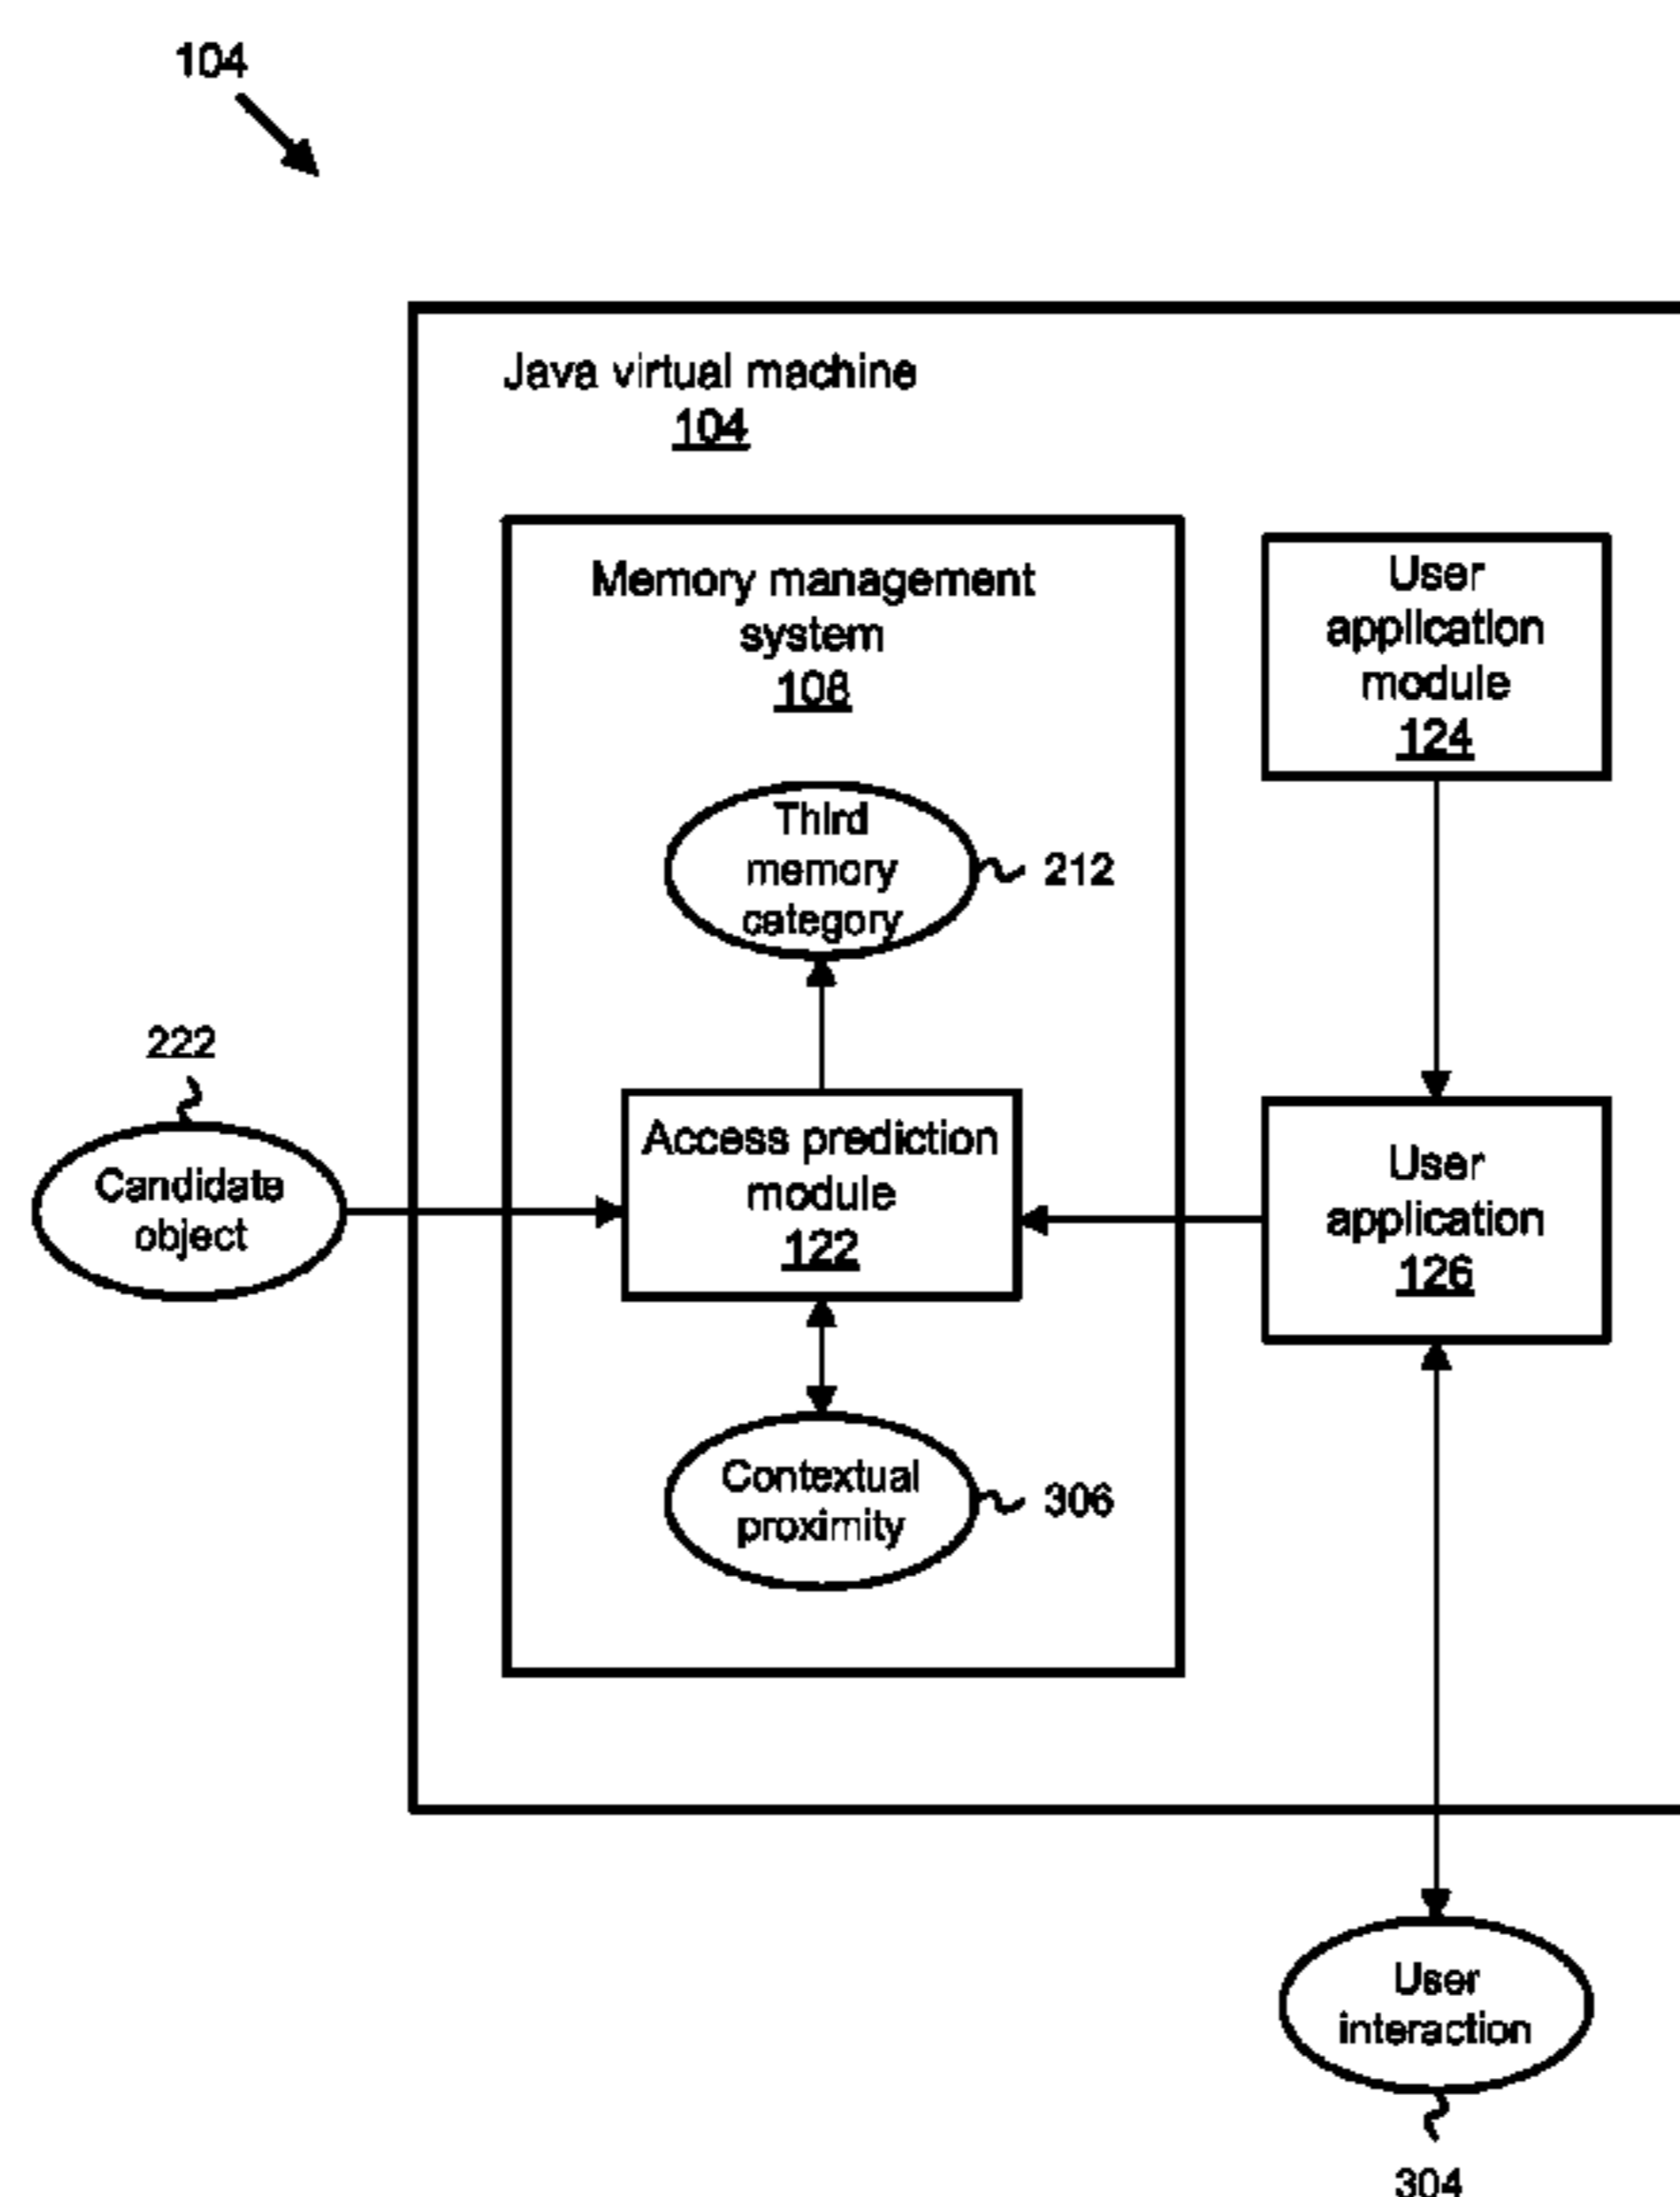 104
Java virtual machine
104
Memory management
system
108
User
application
module
124
Third
memory
category
212
222
Candidate
object
Access prediction
module
122
User
application
126
Contextual
proximity
306
User
interaction
304